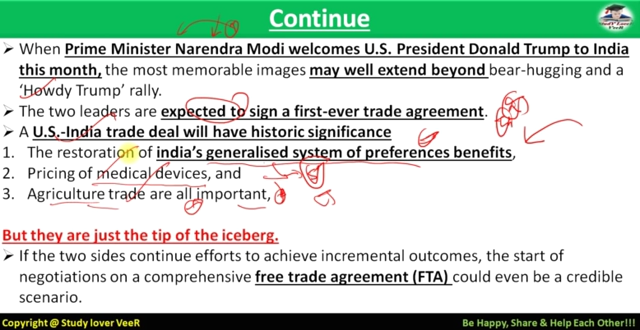 Continue
➢ When Prime Minister Narendra Modi welcomes U.S. President Donald Trump to India
this month, the most memorable images may well extend beyond bear-hugging and a
‘Howdy Trump’ rally.
➢ The two leaders are expected to sign a first-ever trade agreement.
➢ A U.S.-India trade deal will have historic significance
1. The restoration of india’s generalised system of preferences benefits,
2. Pricing of medical devices, and
3. Agriculture trade are all important,
But they are just the tip of the iceberg.
➢ If the two sides continue efforts to achieve incremental outcomes, the start of
negotiations on a comprehensive free trade agreement (FTA) could even be a credible
scenario.
Copyright @ Study lover VeeR
Be Happy, Share & Help Each Other!!!